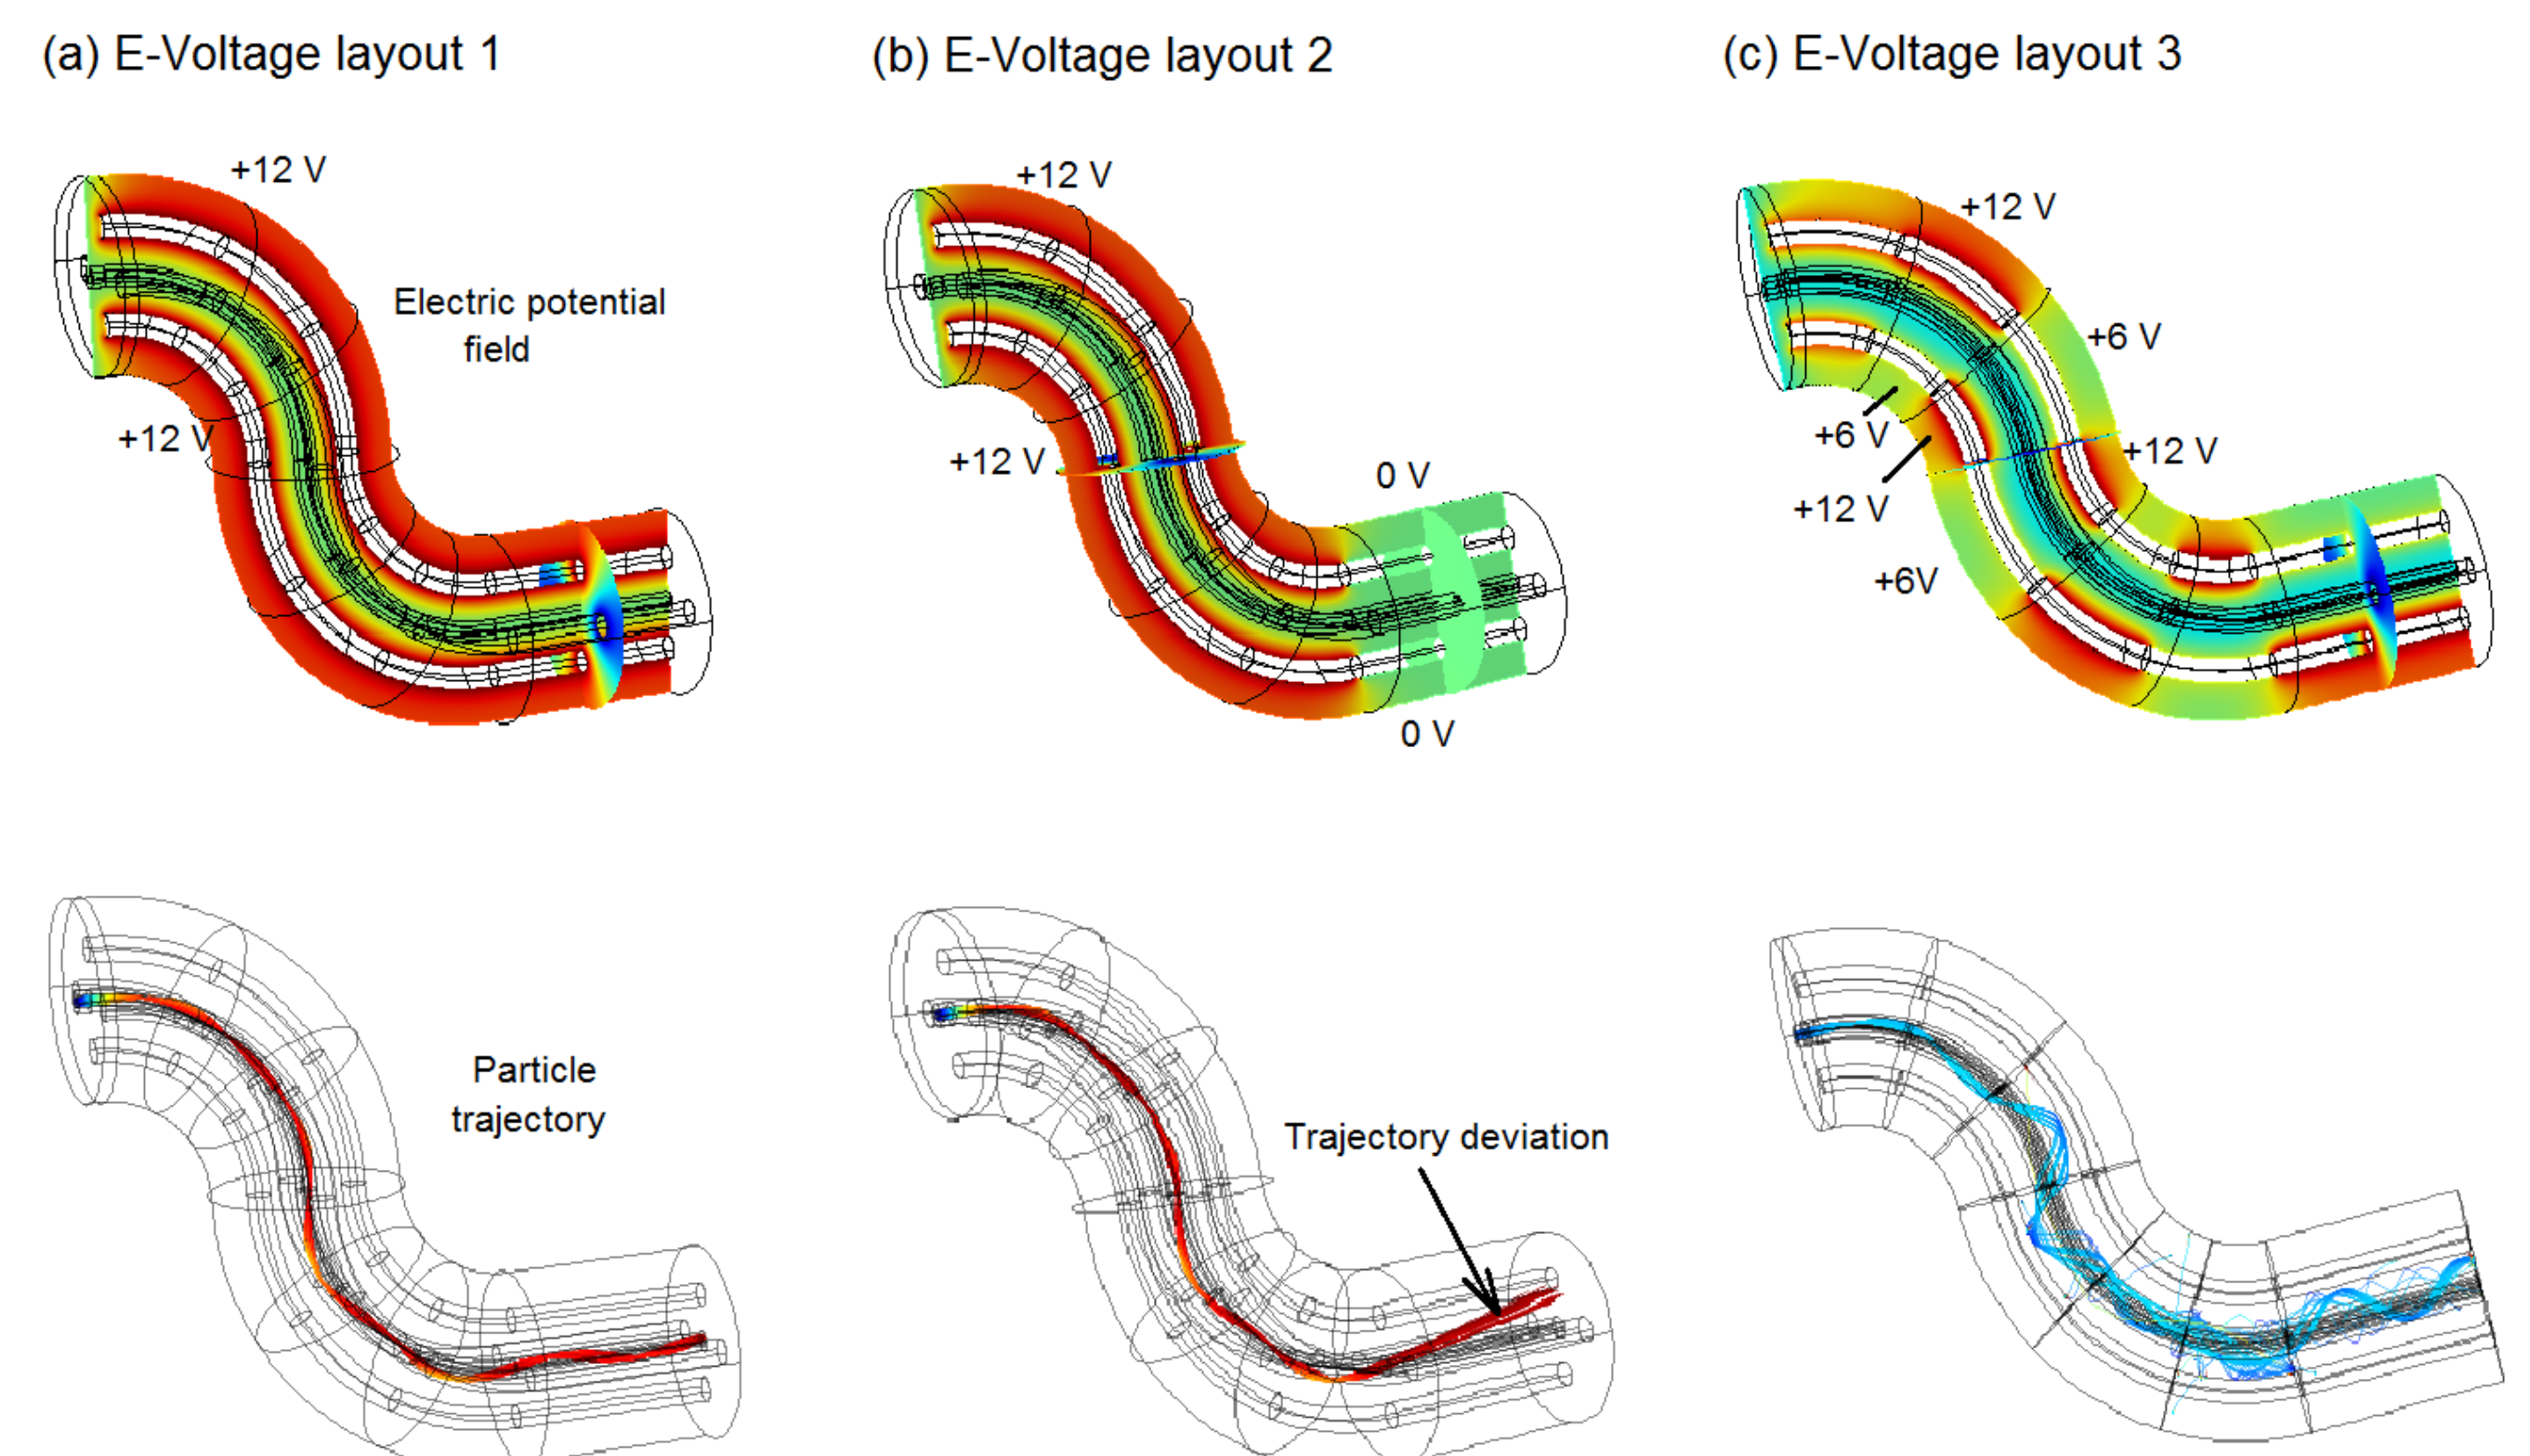 (a) E-Voltage layout 1
(b) E-Voltage layout 2
(c) E-Voltage layout 3
+12 V
+12 V
Electric potential
field
+12 V
+12 V
0 V
0 V
+12 V
+6 V
+6 V
+12 V
+12 V
+6V
Particle
trajectory
Trajectory deviation